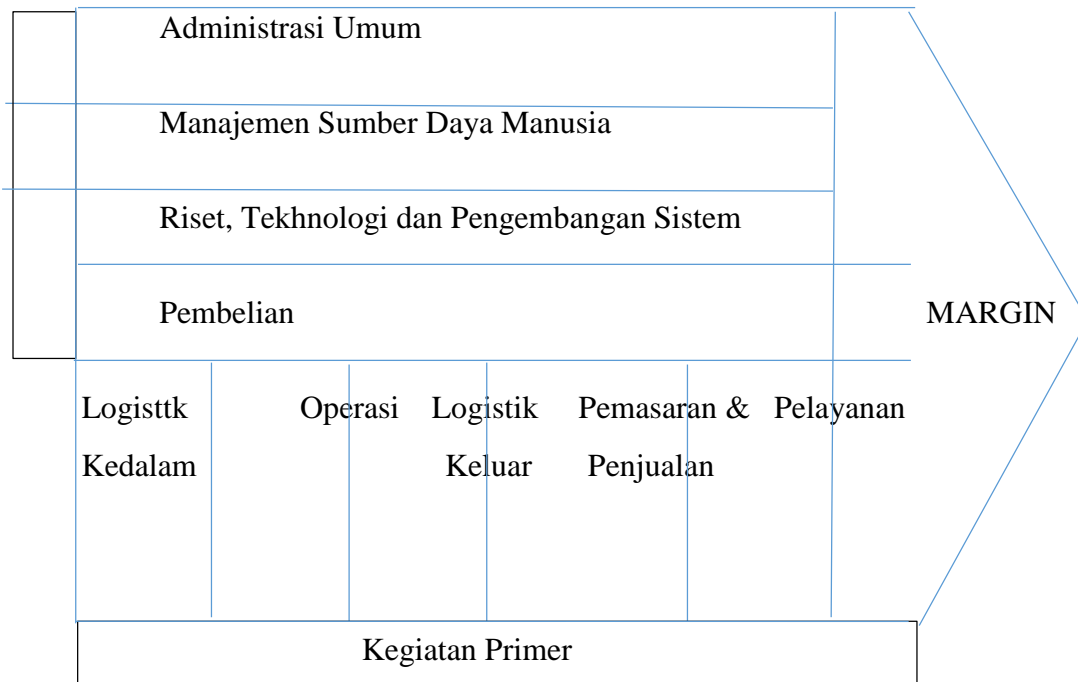 Administrasi Umum
Manajemen Sumber Daya Manusia
Riset, Tekhnologi dan Pengembangan Sistem
Pembelian
MARGIN
Logisttk Operasi Logistik Pemasaran & Pelayanan
Kedalam Keluar Penjualan
Kegiatan Primer